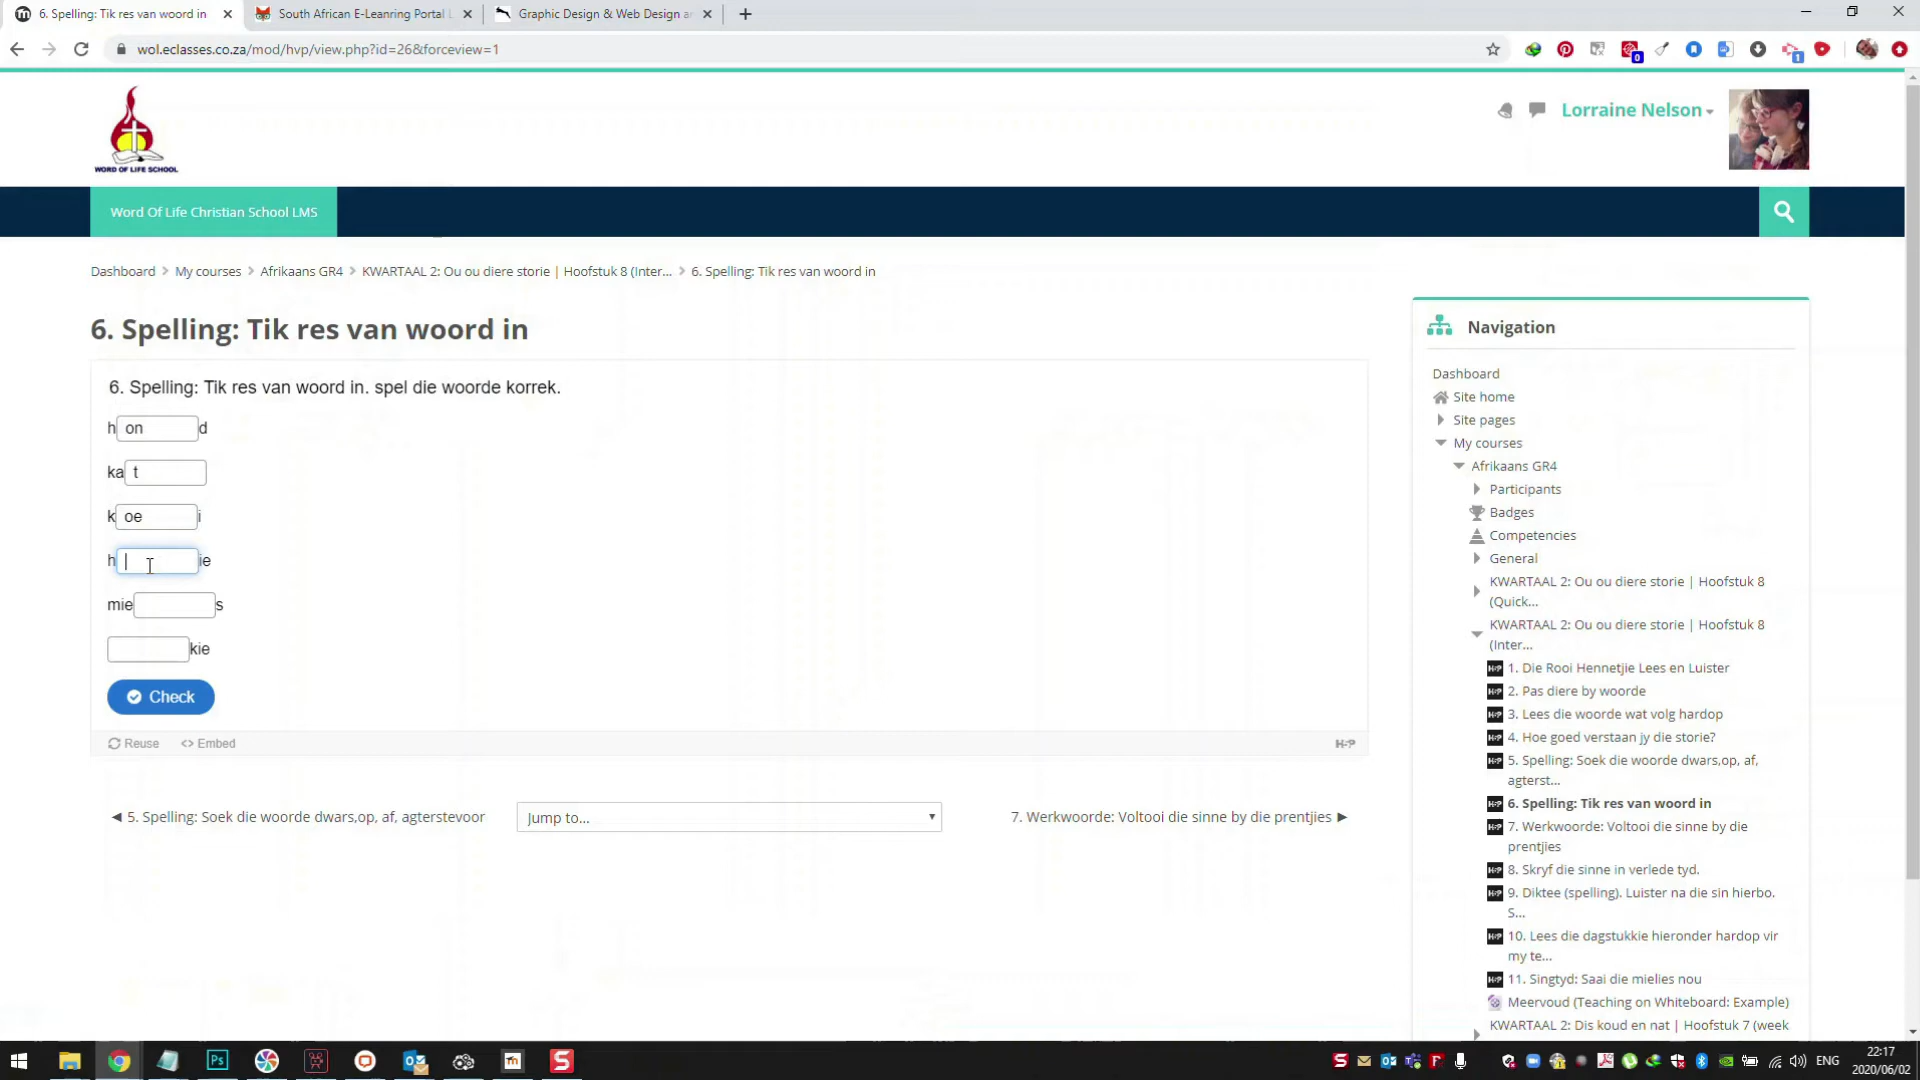 6. Spelling: Tik res van woord in
South African E-Leanring Portal
Graphic Design & Web Design a
wol.eclasses.co.za/mod/hvp/view.php?id=26&forceview=1
0
1
WORD OF LIFE SCHOOL
Lorraine Nelson
Word Of Life Christian School LMS
Dashboard > My courses > Afrikaans GR4 > KWARTAAL 2: Ou ou diere storie | Hoofstuk 8 (Inter... > 6. Spelling: Tik res van woord in
6. Spelling: Tik res van woord in
6. Spelling: Tik res van woord in. spel die woorde korrek.
h on d
ka t
k oe i
h ie
mie s
kie
Check
Reuse <> Embed
H-P
◄ 5. Spelling: Soek die woorde dwars,op, af, agterstevoor
Jump to...
7. Werkwoorde: Voltooi die sinne by die prentjies ►
Navigation
Dashboard
Site home
Site pages
My courses
Afrikaans GR4
Participants
Badges
Competencies
General
KWARTAAL 2: Ou ou diere storie | Hoofstuk 8
(Quick...
KWARTAAL 2: Ou ou diere storie | Hoofstuk 8
(Inter...
1. Die Rooi Hennetjie Lees en Luister
2. Pas diere by woorde
3. Lees die woorde wat volg hardop
4. Hoe goed verstaan jy die storie?
5. Spelling: Soek die woorde dwars,op, af,
agterst...
6. Spelling: Tik res van woord in
7. Werkwoorde: Voltooi die sinne by die
prentjies
8. Skryf die sinne in verlede tyd.
9. Diktee (spelling). Luister na die sin hierbo.
S...
10. Lees die dagstukkie hieronder hardop vir
my te...
11. Singtyd: Saai die mielies nou
Meervoud (Teaching on Whiteboard: Example)
KWARTAAL 2: Dis koud en nat | Hoofstuk 7 (week
Ps
ENG
22:17
2020/06/02